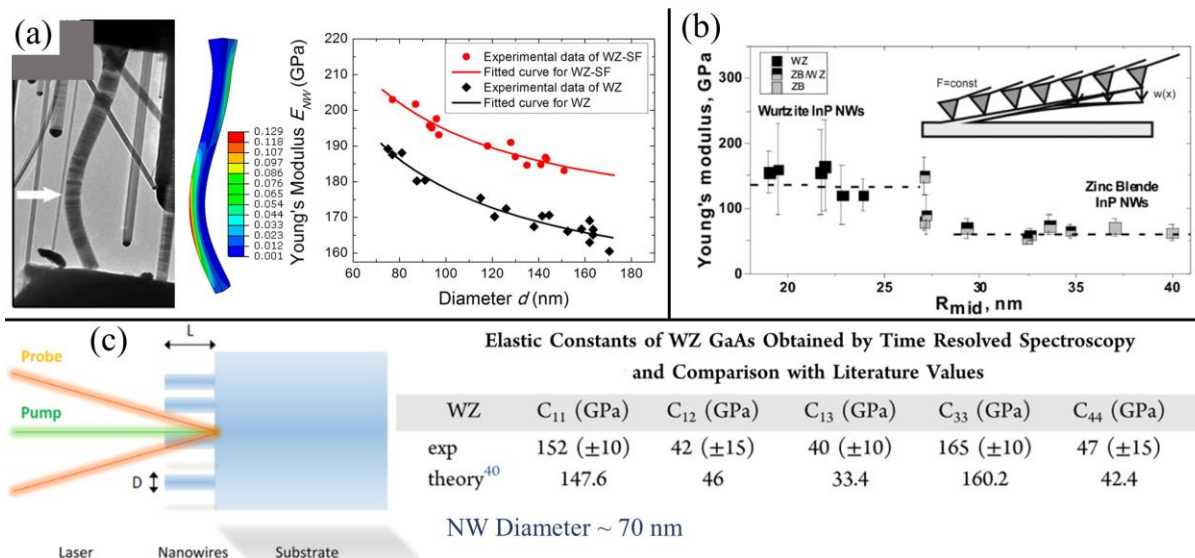 (a)
0.129
0.107
0.097
0.086
0.075
0.064
0.054
0.043
0.033
0.023
0.012
0.001
Young's Modulus E_NW (GPa)
220
210
200
190
180
170
160
Experimental data of WZ-SF
Fitted curve for WZ-SF
Experimental data of WZ
Fitted curve for WZ
60 80 100 120 140 160 180
Diameter d (nm)
(b)
Young's modulus, GPa
300
200
100
0
WZ
ZB/WZ
ZB
Wurtzite InP NWs
F=const
w(x)
Zinc Blende
InP NWs
20 25 30 35 40
R_mid, nm
(c)
L
Probe
Pump
D
Laser Nanowires Substrate
Elastic Constants of WZ GaAs Obtained by Time Resolved Spectroscopy
and Comparison with Literature Values
WZ C11 (GPa) C12 (GPa) C13 (GPa) C33 (GPa) C44 (GPa)
exp 152 (±10) 42 (±15) 40 (±10) 165 (±10) 47 (±15)
theory40 147.6 46 33.4 160.2 42.4
NW Diameter ~ 70 nm